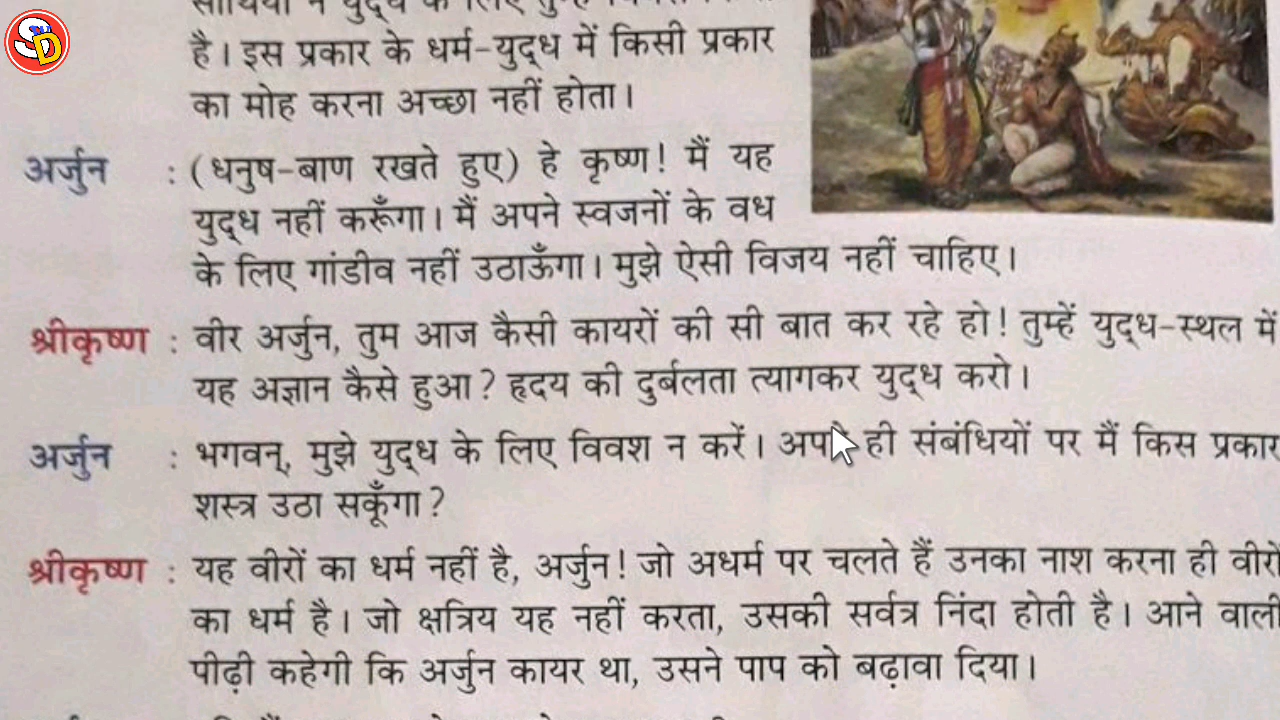 SD
है। इस प्रकार के धर्म-युद्ध में किसी प्रकार
का मोह करना अच्छा नहीं होता।
अर्जुन : (धनुष-बाण रखते हुए) हे कृष्ण! मैं यह
युद्ध नहीं करूँगा। मैं अपने स्वजनों के वध
के लिए गांडीव नहीं उठाऊँगा। मुझे ऐसी विजय नहीं चाहिए।
श्रीकृष्ण : वीर अर्जुन, तुम आज कैसी कायरों की सी बात कर रहे हो! तुम्हें युद्ध-स्थल में
यह अज्ञान कैसे हुआ? हृदय की दुर्बलता त्यागकर युद्ध करो।
अर्जुन : भगवन्, मुझे युद्ध के लिए विवश न करें। अपने ही संबंधियों पर मैं किस प्रकार
शस्त्र उठा सकूँगा?
श्रीकृष्ण : यह वीरों का धर्म नहीं है, अर्जुन! जो अधर्म पर चलते हैं उनका नाश करना ही वीरों
का धर्म है। जो क्षत्रिय यह नहीं करता, उसकी सर्वत्र निंदा होती है। आने वाली
पीढ़ी कहेगी कि अर्जुन कायर था, उसने पाप को बढ़ावा दिया।